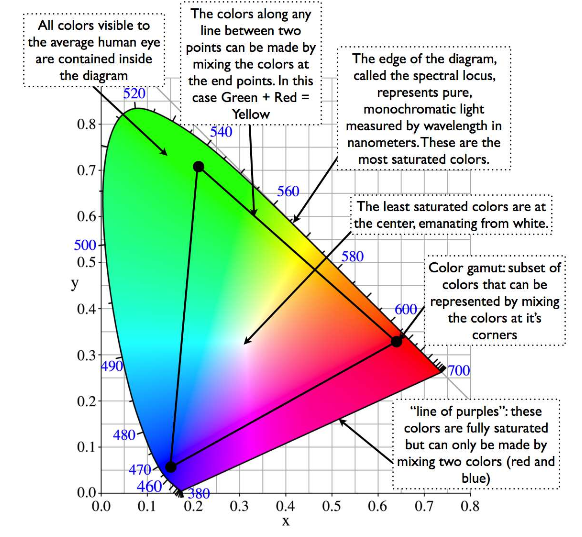 All colors visible to
the average human eye
are contained inside
the diagram
The colors along any
line between two
points can be made by
mixing the colors at
the end points. In this
case Green + Red =
Yellow
The edge of the diagram,
called the spectral locus,
represents pure,
monochromatic light
measured by wavelength in
nanometers. These are the
most saturated colors.
The least saturated colors are at
the center, emanating from white.
Color gamut: subset of
colors that can be
represented by mixing
the colors at it's
corners
"line of purples": these
colors are fully saturated
but can only be made by
mixing two colors (red and
blue)
520
540
560
580
600
700
500
490
480
470
460
380
y
0.8
0.7
0.6
0.5
0.4
0.3
0.2
0.1
0.0
0.0 0.1 0.2 0.3 0.4 0.5 0.6 0.7 0.8
x